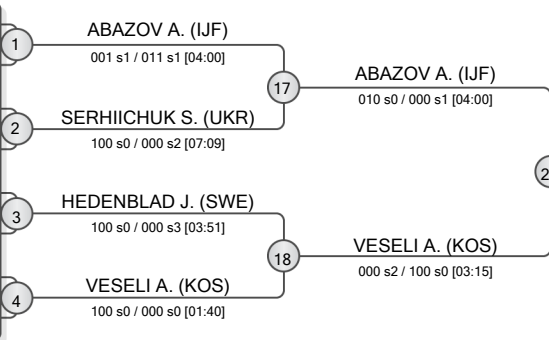 1
ABAZOV A. (IJF)
001 s1 / 011 s1 [04:00]
17
ABAZOV A. (IJF)
010 s0 / 000 s1 [04:00]
2
SERHIICHUK S. (UKR)
100 s0 / 000 s2 [07:09]
3
HEDENBLAD J. (SWE)
100 s0 / 000 s3 [03:51]
18
VESELI A. (KOS)
000 s2 / 100 s0 [03:15]
4
VESELI A. (KOS)
100 s0 / 000 s0 [01:40]